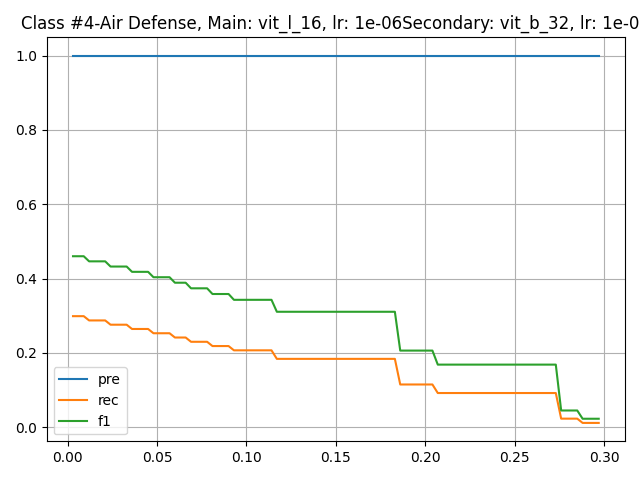 Class #4-Air Defense, Main: vit_l_16, lr: 1e-06Secondary: vit_b_32, lr: 1e-0
1.0
0.8
0.6
0.4
0.2
0.0
pre
rec
f1
0.00 0.05 0.10 0.15 0.20 0.25 0.30